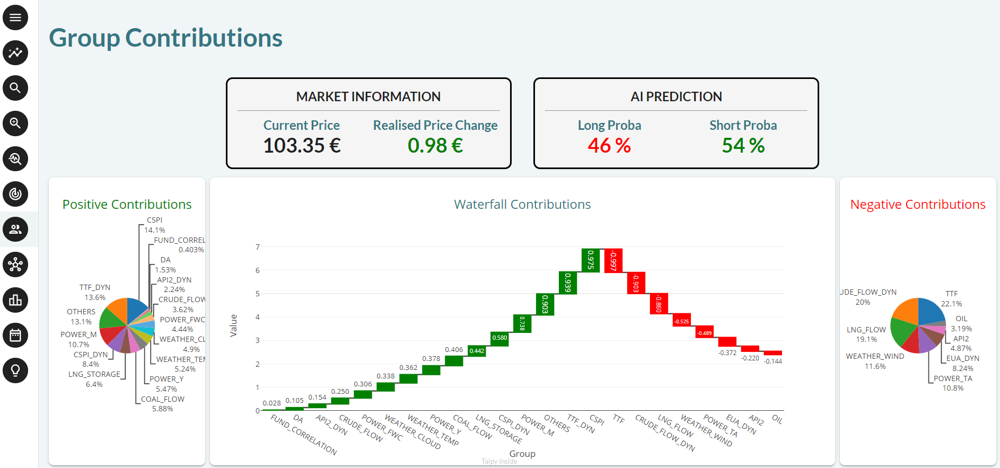 Group Contributions
MARKET INFORMATION
Current Price
103.35 €
Realised Price Change
0.98 €
AI PREDICTION
Long Proba
46 %
Short Proba
54 %
Positive Contributions
CSPI
14.1%
FUND_CORREL
0.403%
DA
1.53%
API2_DYN
2.24%
CRUDE_FLOW
3.62%
POWER_FWC
4.44%
WEATHER_CL
4.9%
WEATHER_TEM
5.24%
POWER_Y
5.47%
COAL_FLOW
5.88%
LNG_STORAGE
6.4%
CSPI_DYN
8.4%
POWER_M
10.7%
OTHERS
13.1%
TTF_DYN
13.6%
Waterfall Contributions
Value
7
6
5
4
3
2
1
0
0.028
0.105
0.154
0.250
0.306
0.338
0.362
0.378
0.406
0.442
0.580
0.738
0.903
0.939
0.975
-0.997
-0.903
-0.860
-0.525
-0.489
-0.372
-0.220
-0.144
FUND_CORRELATION
DA
API2_DYN
CRUDE_FLOW
POWER_FWC
WEATHER_CLOUD
WEATHER_TEMP
POWER_Y
COAL_FLOW
LNG_STORAGE
CSPI_DYN
POWER_M
OTHERS
TTF_DYN
CSPI
TTF
CRUDE_FLOW_DYN
LNG_FLOW
WEATHER_WIND
POWER_TA
EUA_DYN
API2
OIL
Group
Taipy inside
Negative Contributions
UDE_FLOW_DYN
20%
TTF
22.1%
OIL
3.19%
API2
4.87%
EUA_DYN
8.24%
POWER_TA
10.8%
WEATHER_WIND
11.6%
LNG_FLOW
19.1%